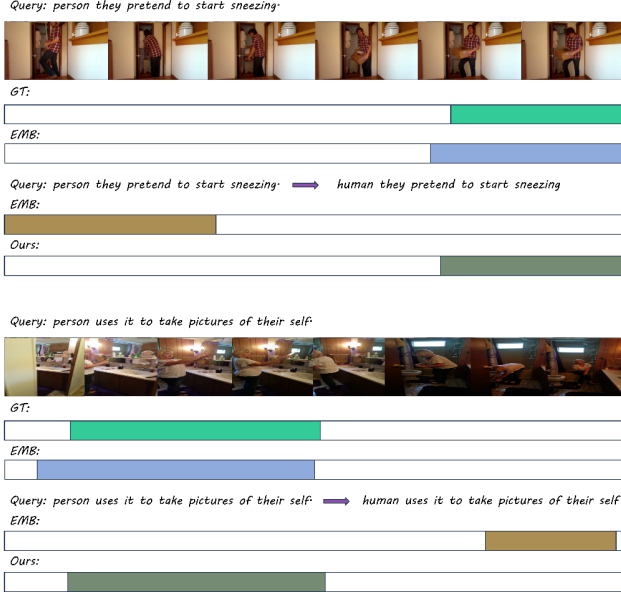 Query: person they pretend to start sneezing.
GT:
EMB:
Query: person they pretend to start sneezing. human they pretend to start sneezing
EMB:
Ours:
Query: person uses it to take pictures of their self.
GT:
EMB:
Query: person uses it to take pictures of their self. human uses it to take pictures of their self
EMB:
Ours: